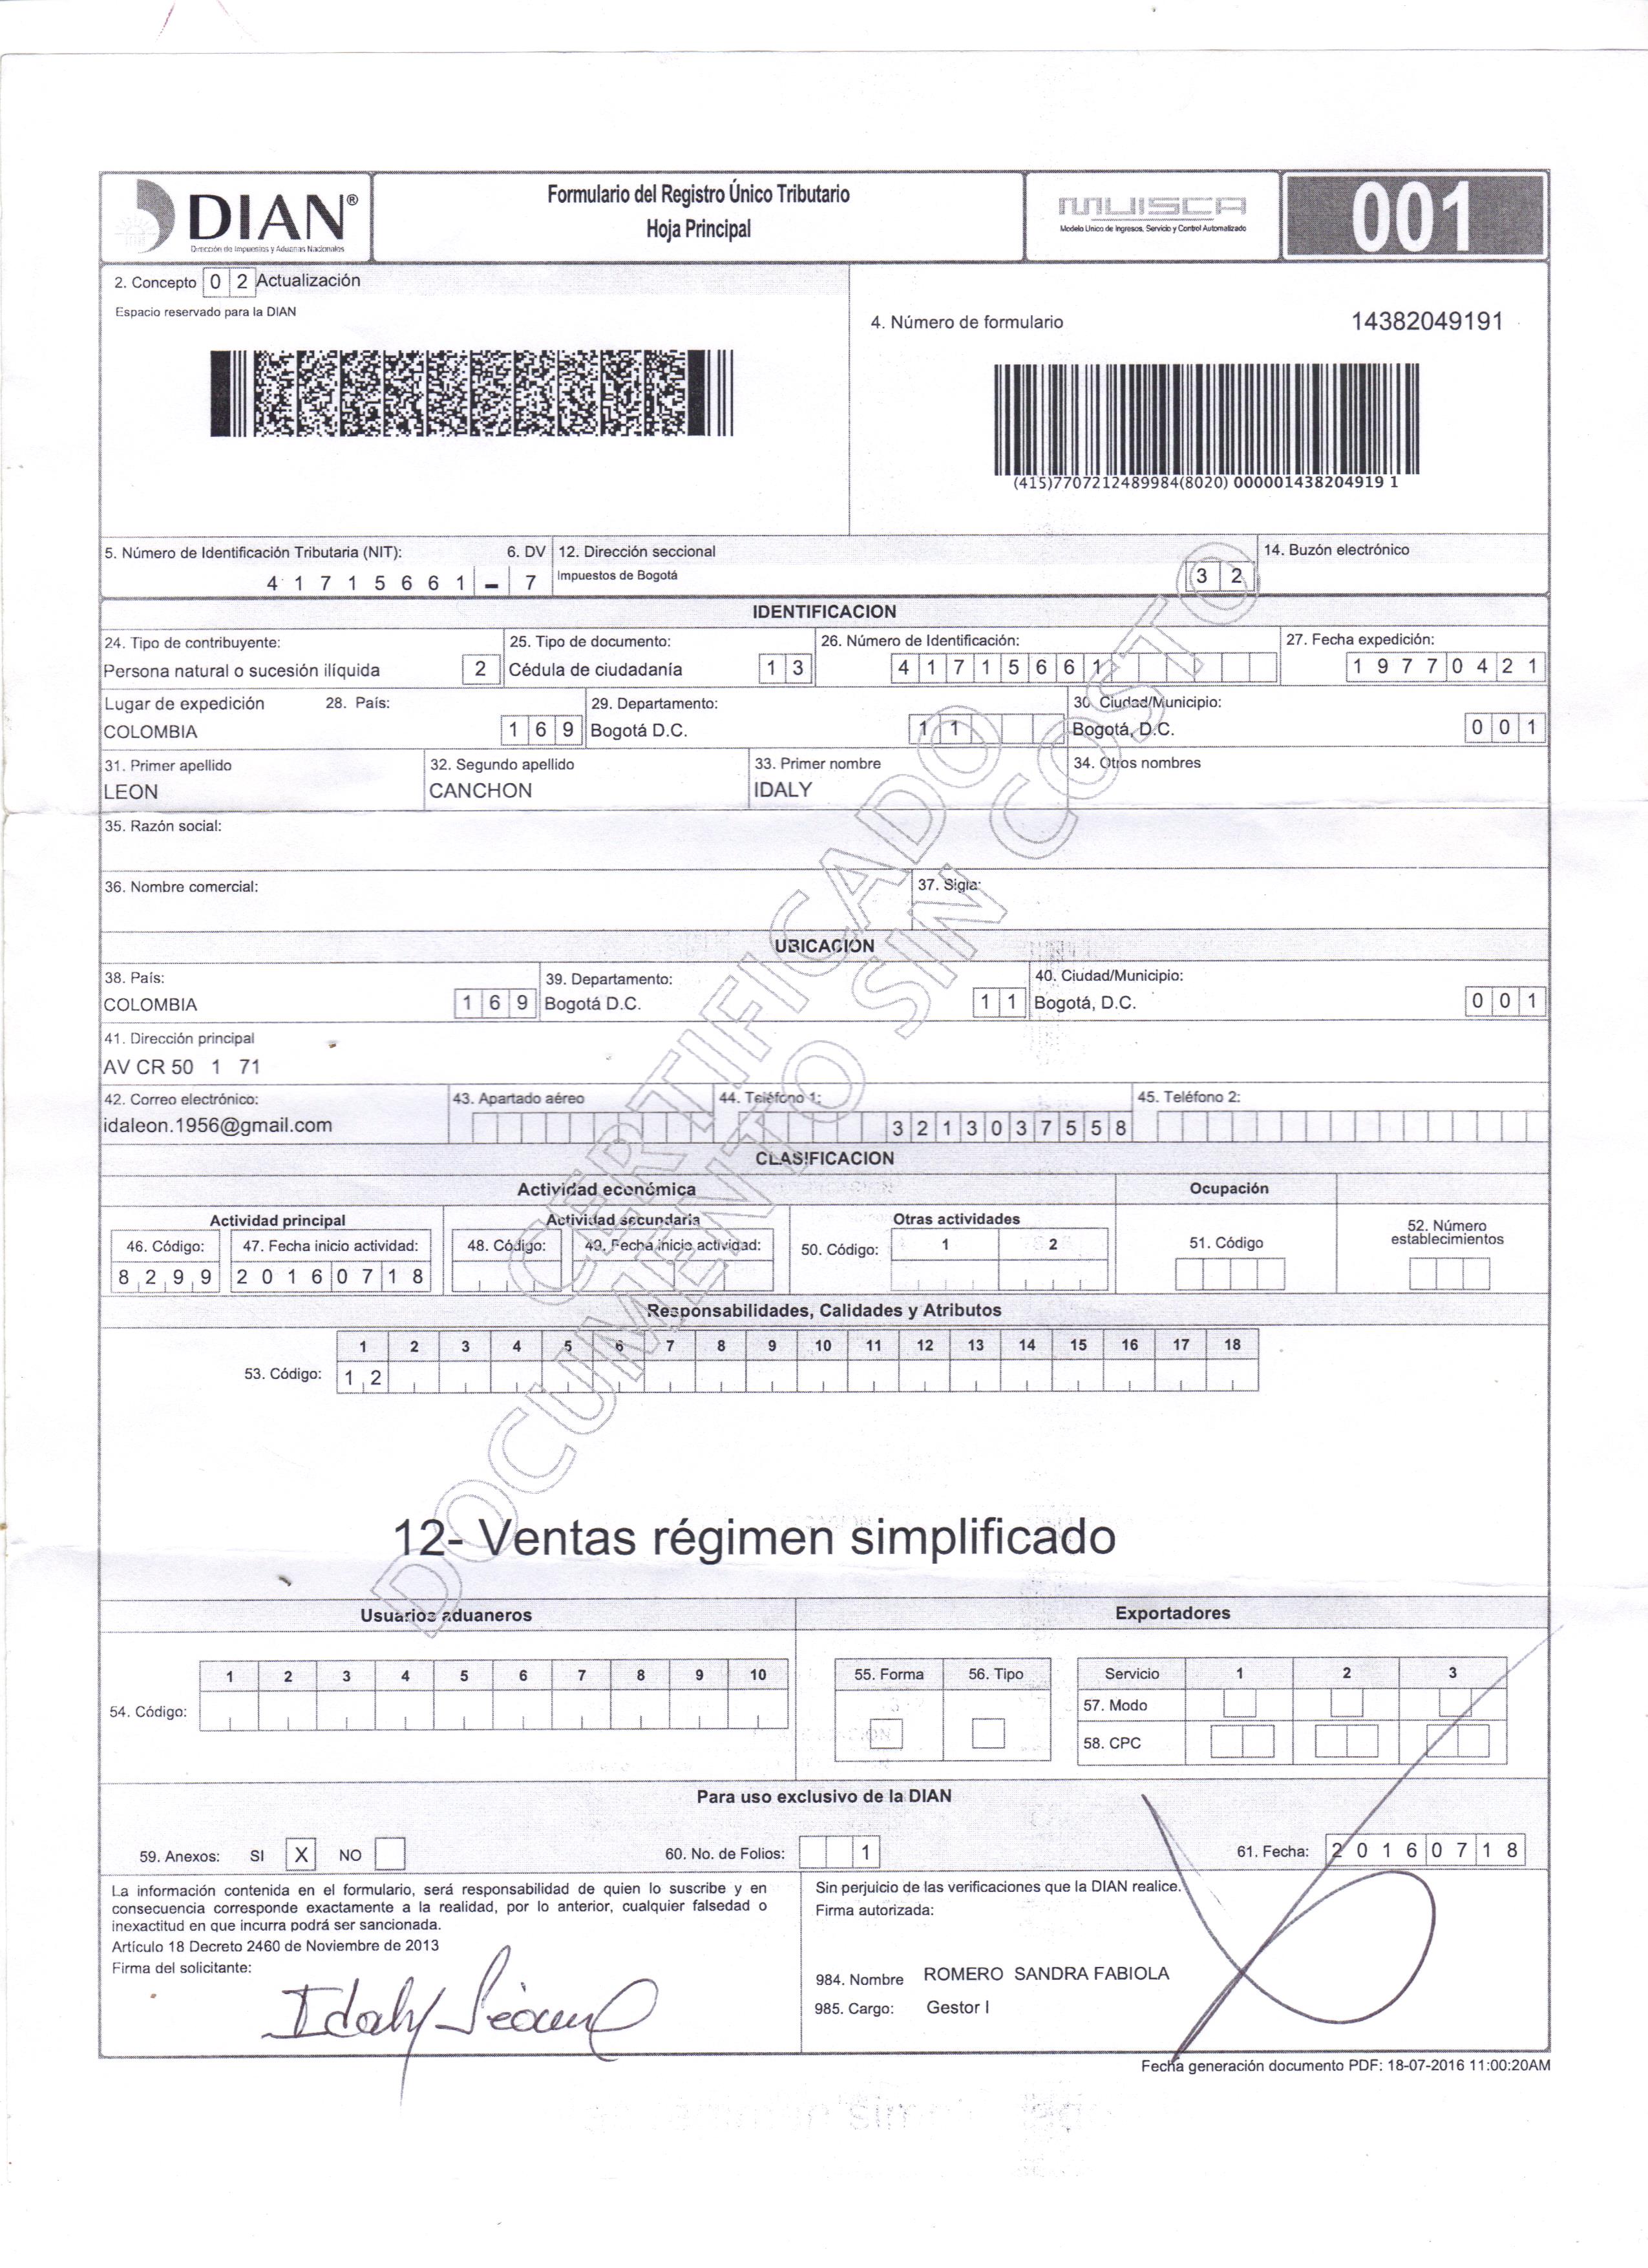 DIAN®
Dirección de Impuestos y Aduanas Nacionales
Formulario del Registro Único Tributario
Hoja Principal
MUISCA
Modelo Unico de Ingresos, Servicio y Control Automatizado
001
2. Concepto 0 2 Actualización
Espacio reservado para la DIAN
4. Número de formulario 14382049191
(415)7707212489984(8020) 000001438204919 1
5. Número de Identificación Tributaria (NIT): 6. DV 12. Dirección seccional 14. Buzón electrónico
4 1 7 1 5 6 6 1 - 7 Impuestos de Bogotá 3 2
IDENTIFICACION
24. Tipo de contribuyente: 25. Tipo de documento: 26. Número de Identificación: 27. Fecha expedición:
Persona natural o sucesión ilíquida 2 Cédula de ciudadanía 1 3 4 1 7 1 5 6 6 1 1 9 7 7 0 4 2 1
Lugar de expedición 28. País: 29. Departamento: 30. Ciudad/Municipio:
COLOMBIA 1 6 9 Bogotá D.C. 1 1 Bogotá, D.C. 0 0 1
31. Primer apellido 32. Segundo apellido 33. Primer nombre 34. Otros nombres
LEON CANCHON IDALY
35. Razón social:
36. Nombre comercial: 37. Sigla:
UBICACION
38. País: 39. Departamento: 40. Ciudad/Municipio:
COLOMBIA 1 6 9 Bogotá D.C. 1 1 Bogotá, D.C. 0 0 1
41. Dirección principal
AV CR 50 1 71
42. Correo electrónico: 43. Apartado aéreo 44. Teléfono 1: 45. Teléfono 2:
idaleon.1956@gmail.com 3 2 1 3 0 3 7 5 5 8
CLASIFICACION
Actividad económica Ocupación
Actividad principal Actividad secundaria Otras actividades 52. Número establecimientos
46. Código: 47. Fecha inicio actividad: 48. Código: 49. Fecha inicio actividad: 50. Código: 1 2 51. Código
8 2 9 9 2 0 1 6 0 7 1 8
Responsabilidades, Calidades y Atributos
1 2 3 4 5 6 7 8 9 10 11 12 13 14 15 16 17 18
53. Código: 1 2
12- Ventas régimen simplificado
CERTIFICADO
DOCUMENTO SIN COSTO
Usuarios aduaneros Exportadores
1 2 3 4 5 6 7 8 9 10 55. Forma 56. Tipo Servicio 1 2 3
54. Código: 57. Modo
58. CPC
Para uso exclusivo de la DIAN
59. Anexos: SI X NO 60. No. de Folios: 1 61. Fecha: 2 0 1 6 0 7 1 8
La información contenida en el formulario, será responsabilidad de quien lo suscribe y en
consecuencia corresponde exactamente a la realidad, por lo anterior, cualquier falsedad o
inexactitud en que incurra podrá ser sancionada.
Artículo 18 Decreto 2460 de Noviembre de 2013
Firma del solicitante:
Idaly
Sin perjuicio de las verificaciones que la DIAN realice.
Firma autorizada:
984. Nombre ROMERO SANDRA FABIOLA
985. Cargo: Gestor I
Fecha generación documento PDF: 18-07-2016 11:00:20AM